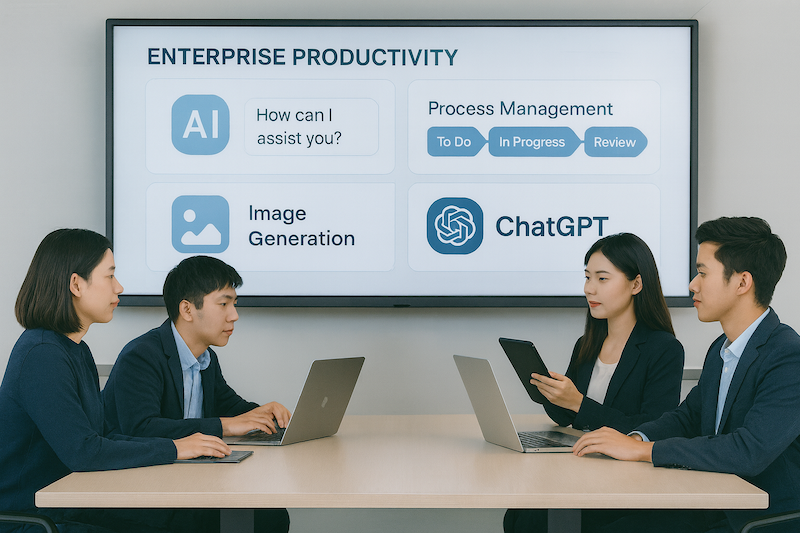 ENTERPRISE PRODUCTIVITY
AI
How can I
assist you?
Process Management
To Do
In Progress
Review
Image
Generation
ChatGPT